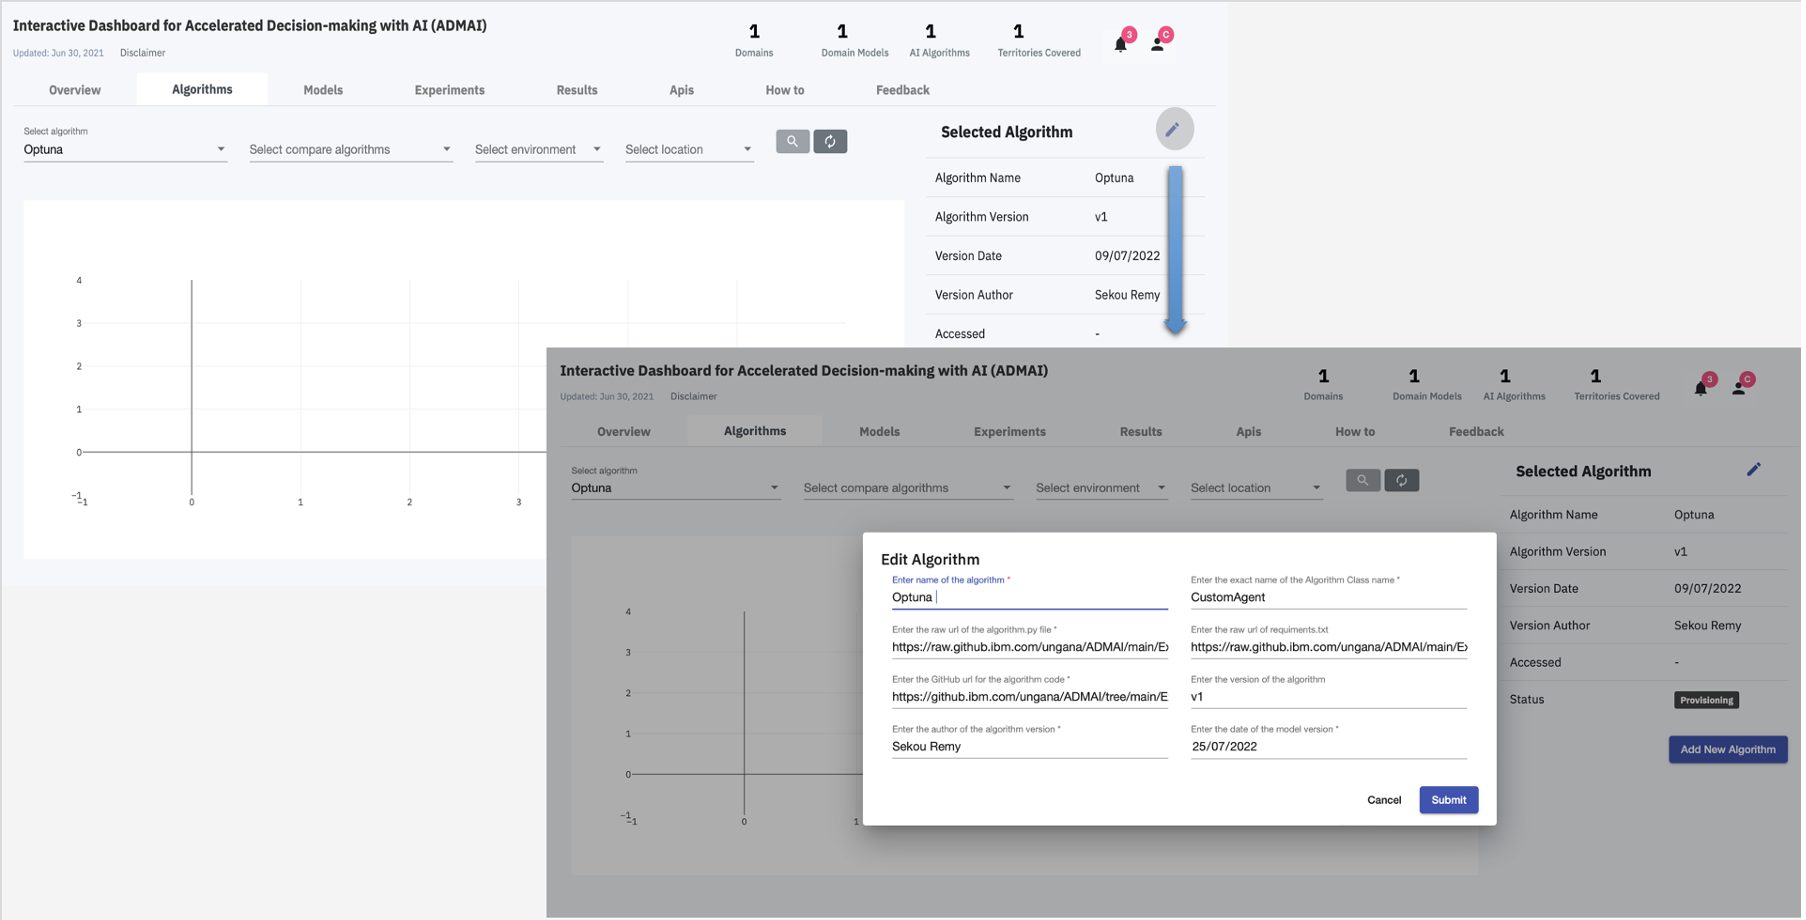 Interactive Dashboard for Accelerated Decision-making with AI (ADMAI)
Updated: Jun 30, 2021 Disclaimer
1 1 1 1
Domains Domain Models AI Algorithms Territories Covered
3 C
Overview Algorithms Models Experiments Results Apis How to Feedback
Select algorithm
Optuna Select compare algorithms Select environment Select location
Selected Algorithm
Algorithm Name Optuna
Algorithm Version v1
Version Date 09/07/2022
Version Author Sekou Remy
Accessed -
4
3
2
1
0
−1
−1 0 1 2 3
Interactive Dashboard for Accelerated Decision-making with AI (ADMAI)
Updated: Jun 30, 2021 Disclaimer
1 1 1 1
Domains Domain Models AI Algorithms Territories Covered
3 C
Overview Algorithms Models Experiments Results Apis How to Feedback
Select algorithm
Optuna Select compare algorithms Select environment Select location
Selected Algorithm
Algorithm Name Optuna
Algorithm Version v1
Version Date 09/07/2022
Version Author Sekou Remy
Accessed -
Status Provisioning
Add New Algorithm
4
3
2
1
0
−1
−1 0 1
Edit Algorithm
Enter name of the algorithm * Enter the exact name of the Algorithm Class name *
Optuna CustomAgent
Enter the raw url of the algorithm.py file * Enter the raw url of requiments.txt
https://raw.github.ibm.com/ungana/ADMAI/main/Ex https://raw.github.ibm.com/ungana/ADMAI/main/Ex
Enter the GitHub url for the algorithm code * Enter the version of the algorithm
https://github.ibm.com/ungana/ADMAI/tree/main/E v1
Enter the author of the algorithm version * Enter the date of the model version *
Sekou Remy 25/07/2022
Cancel Submit